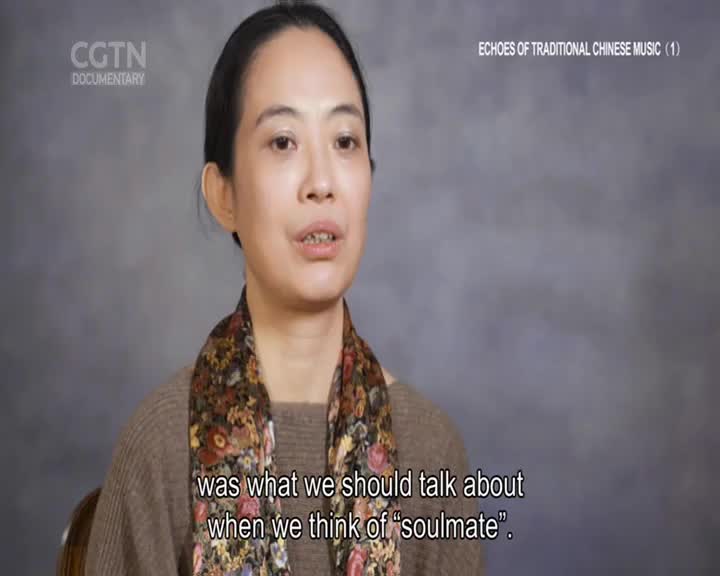 CGTN
DOCUMENTARY
ECHOES OF TRADITIONAL CHINESE MUSIC (1)
was what we should talk about
when we think of “soulmate”.